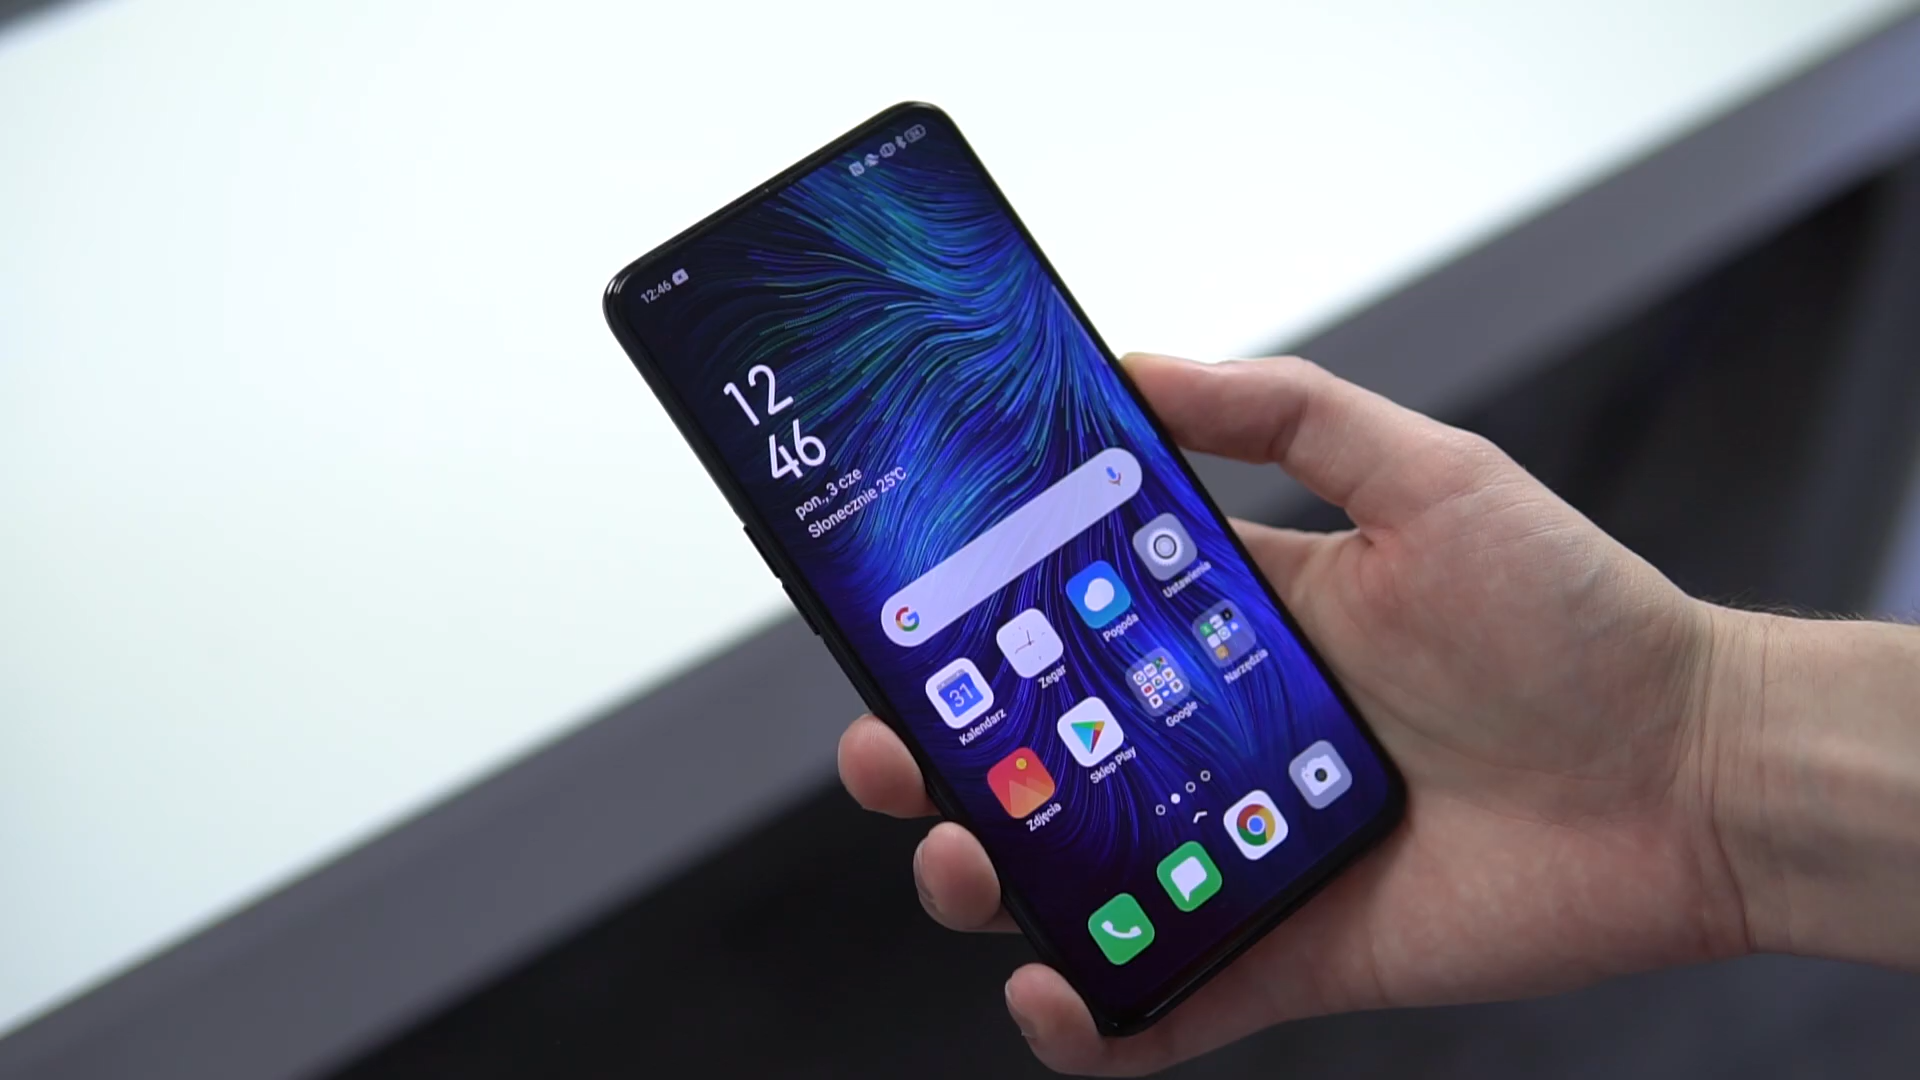 12:46
12
46
pon., 3 cze
Słonecznie 25°C
31
Kalendarz
Zegar
Pogoda
Ustawienia
Zdjęcia
Sklep Play
Google
Narzędzia